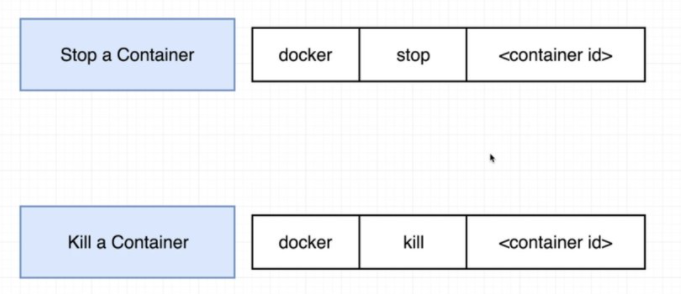 Stop a Container docker stop <container id>
Kill a Container docker kill <container id>